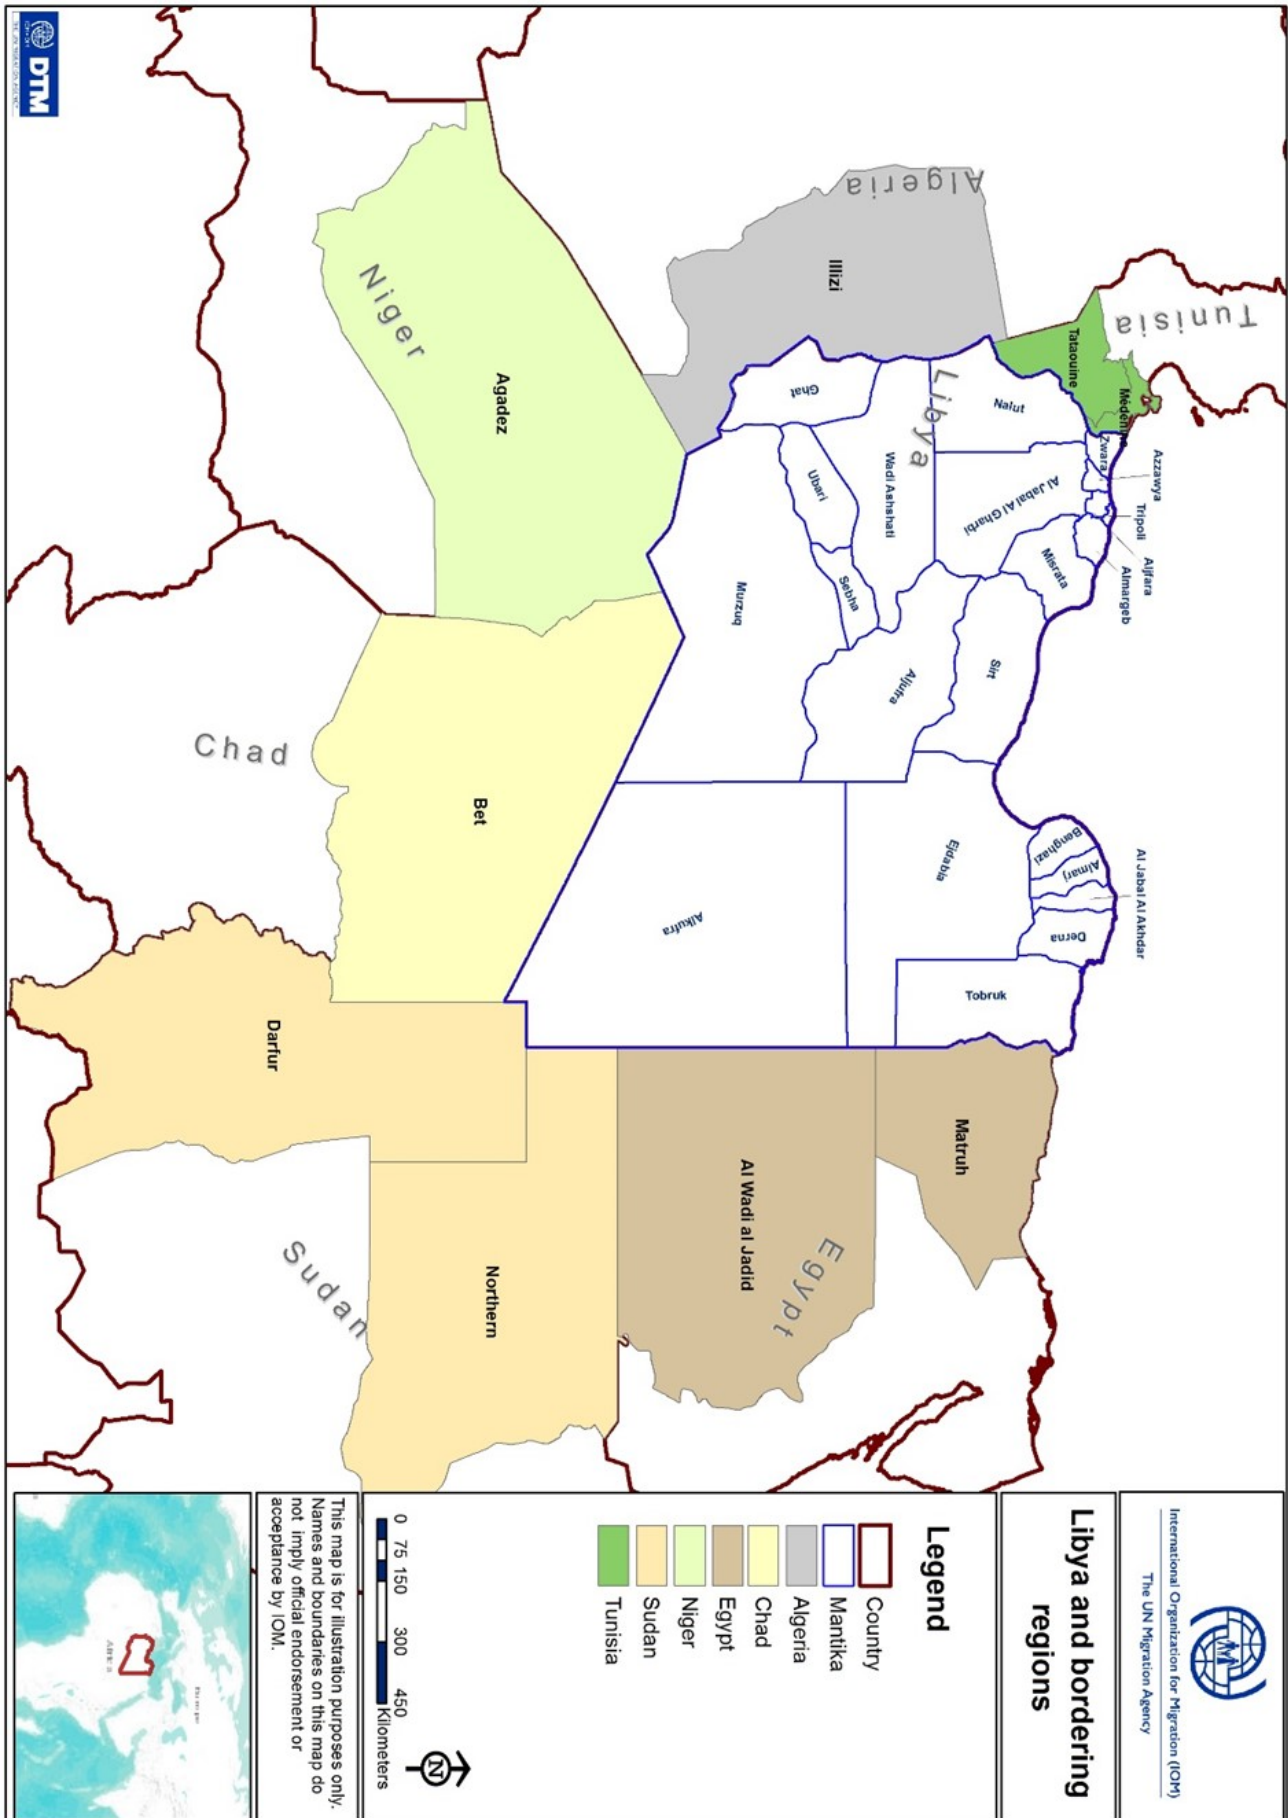 International Organization for Migration (IOM)
The UN Migration Agency
Libya and bordering
regions
Legend
Country
Mantika
Algeria
Chad
Egypt
Niger
Sudan
Tunisia
0 75 150 300 450
Kilometers
N
This map is for illustration purposes only.
Names and boundaries on this map do
not imply official endorsement or
acceptance by IOM.
Africa
Tunisia
Algeria
Libya
Niger
Chad
Sudan
Egypt
Médenine
Tataouine
Illizi
Agadez
Bet
Darfur
Northern
Al Wadi al Jadid
Matruh
Azzawya
Tripoli
Aljfara
Almargeb
Zwara
Nalut
Al Jabal Al Gharbi
Misrata
Sirt
Wadi Ashshati
Ghat
Ubari
Sebha
Murzuq
Aljufra
Alkufra
Ejdabia
Benghazi
Almarj
Al Jabal Al Akhdar
Derna
Tobruk
DTM